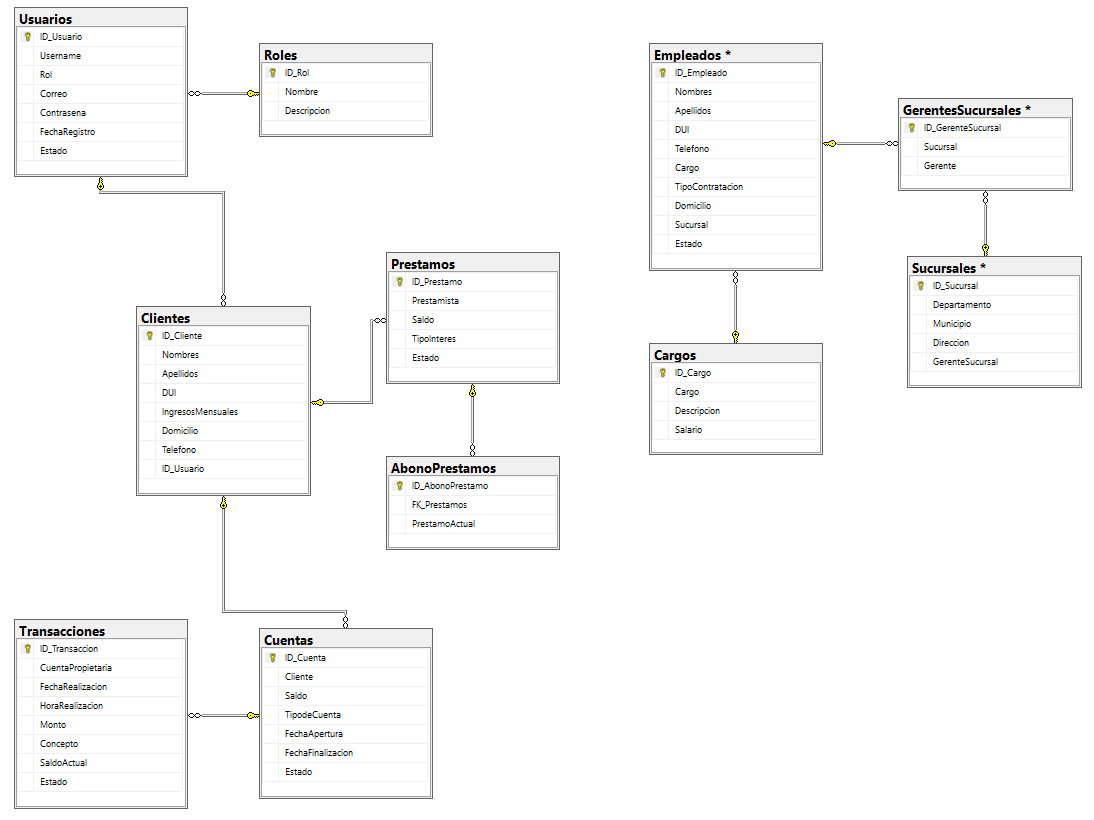 Usuarios
ID_Usuario
Username
Rol
Correo
Contrasena
FechaRegistro
Estado
Roles
ID_Rol
Nombre
Descripcion
Empleados *
ID_Empleado
Nombres
Apellidos
DUI
Telefono
Cargo
TipoContratacion
Domicilio
Sucursal
Estado
GerentesSucursales *
ID_GerenteSucursal
Sucursal
Gerente
Prestamos
ID_Prestamo
Prestamista
Saldo
TipoInteres
Estado
Sucursales *
ID_Sucursal
Departamento
Municipio
Direccion
GerenteSucursal
Clientes
ID_Cliente
Nombres
Apellidos
DUI
IngresosMensuales
Domicilio
Telefono
ID_Usuario
Cargos
ID_Cargo
Cargo
Descripcion
Salario
AbonoPrestamos
ID_AbonoPrestamo
FK_Prestamos
PrestamoActual
Transacciones
ID_Transaccion
CuentaPropietaria
FechaRealizacion
HoraRealizacion
Monto
Concepto
SaldoActual
Estado
Cuentas
ID_Cuenta
Cliente
Saldo
TipodeCuenta
FechaApertura
FechaFinalizacion
Estado